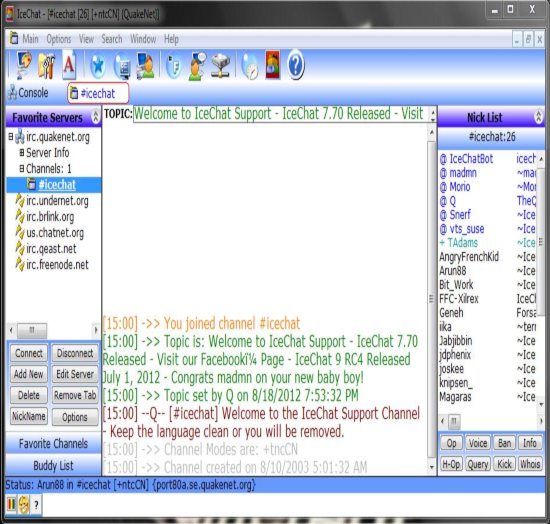 IceChat - [#icechat [26] [+ntcCN] {QuakeNet}]
Main Options View Search Window Help
Console
#icechat
Favorite Servers
irc.quakenet.org
Server Info
Channels: 1
#icechat
irc.undernet.org
irc.brlink.org
us.chatnet.org
irc.qeast.net
irc.freenode.net
Connect Disconnect
Add New Edit Server
Delete Remove Tab
NickName Options
Favorite Channels
Buddy List
TOPIC: Welcome to IceChat Support - IceChat 7.70 Released - Visit
[15:00] ->> You joined channel #icechat
[15:00] ->> Topic is: Welcome to IceChat Support - IceChat 7.70
Released - Visit our Facebookï¼ Page - IceChat 9 RC4 Released
July 1, 2012 - Congrats madmn on your new baby boy!
[15:00] ->> Topic set by Q on 8/18/2012 7:53:32 PM
[15:00] --Q-- [#icechat] Welcome to the IceChat Support Channel
- Keep the language clean or you will be removed.
[15:00] ->> Channel Modes are: +tncCN
[15:00] ->> Channel created on 8/10/2003 5:01:32 AM
Nick List
#icechat:26
@ IceChatBot icech
@ madmn ~mac
@ Morio ~Mor
@ Q TheQ
@ Snerf ~Ice
@ vts_suse ~Ice
+ TAdams ~Ice
AngryFrenchKid ~Ice
Arun88 ~Ice
Bit_Work ~Ice
FFC-Xilrex IceC
Geneh Forsa
iika ~terr
Jabjibbin ~Ice
jdphenix ~Ice
joskee ~Ice
knipsen_ ~Ice
Magaras ~Ice
Op Voice Ban Info
H-Op Query Kick Whois
Status: Arun88 in #icechat [+ntcCN] {port80a.se.quakenet.org}